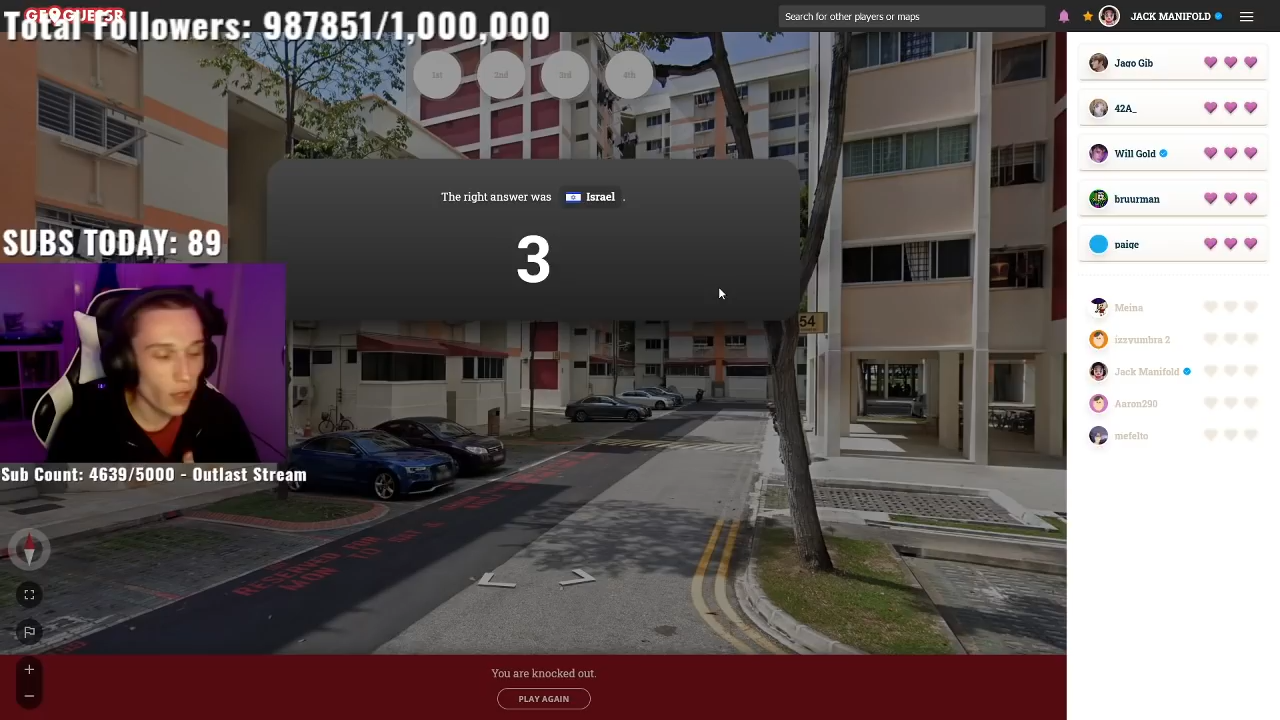 GEOGUESSR
Total Followers: 987851/1,000,000
Search for other players or maps
JACK MANIFOLD
1st
2nd
3rd
4th
The right answer was Israel .
3
SUBS TODAY: 89
Sub Count: 4639/5000 - Outlast Stream
54
RESERVED FOR
You are knocked out.
PLAY AGAIN
Jago Gib
42A_
Will Gold
bruurman
paige
Meina
izzyumbra 2
Jack Manifold
Aaron290
mefelto